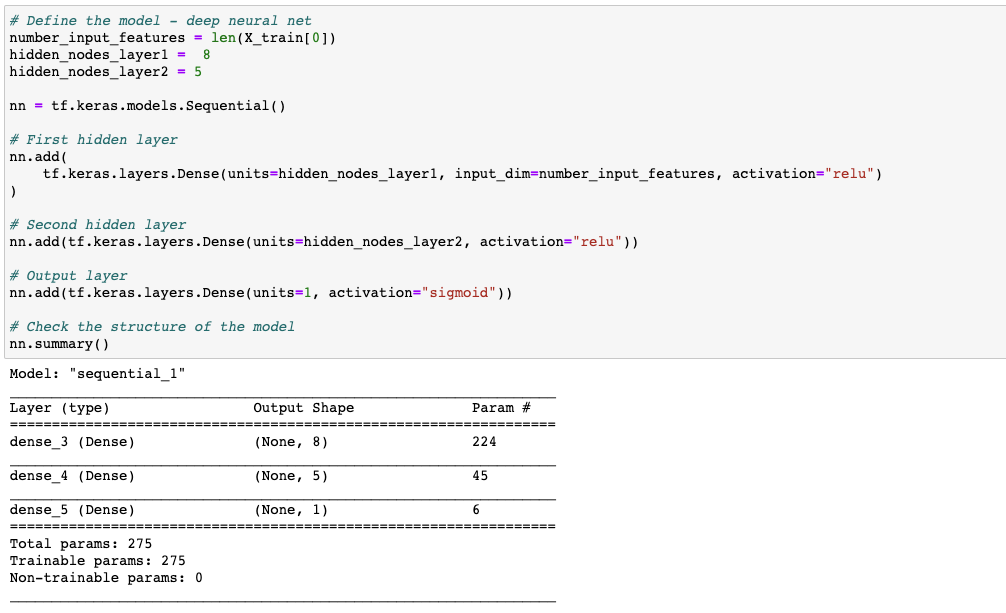 # Define the model - deep neural net
number_input_features = len(X_train[0])
hidden_nodes_layer1 =  8
hidden_nodes_layer2 = 5
nn = tf.keras.models.Sequential()
# First hidden layer
nn.add(
    tf.keras.layers.Dense(units=hidden_nodes_layer1, input_dim=number_input_features, activation="relu")
)
# Second hidden layer
nn.add(tf.keras.layers.Dense(units=hidden_nodes_layer2, activation="relu"))
# Output layer
nn.add(tf.keras.layers.Dense(units=1, activation="sigmoid"))
# Check the structure of the model
nn.summary()
Model: "sequential_1"
_________________________________________________________________
Layer (type)                 Output Shape              Param #
=================================================================
dense_3 (Dense)              (None, 8)                 224
_________________________________________________________________
dense_4 (Dense)              (None, 5)                 45
_________________________________________________________________
dense_5 (Dense)              (None, 1)                 6
=================================================================
Total params: 275
Trainable params: 275
Non-trainable params: 0
_________________________________________________________________